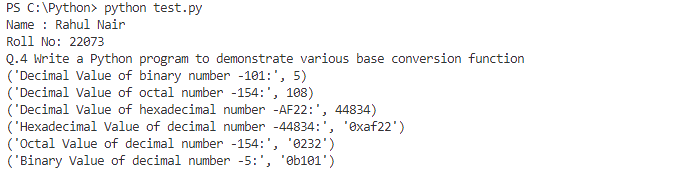 PS C:\Python> python test.py
Name : Rahul Nair
Roll No: 22073
Q.4 Write a Python program to demonstrate various base conversion function
('Decimal Value of binary number -101:', 5)
('Decimal Value of octal number -154:', 108)
('Decimal Value of hexadecimal number -AF22:', 44834)
('Hexadecimal Value of decimal number -44834:', '0xaf22')
('Octal Value of decimal number -154:', '0232')
('Binary Value of decimal number -5:', '0b101')